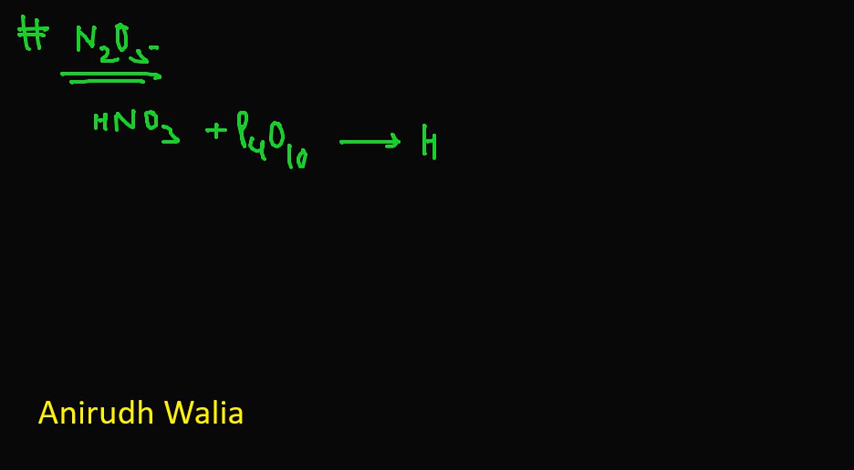 # N₂O₅-
HNO₃ + P₄O₁₀ → H
Anirudh Walia